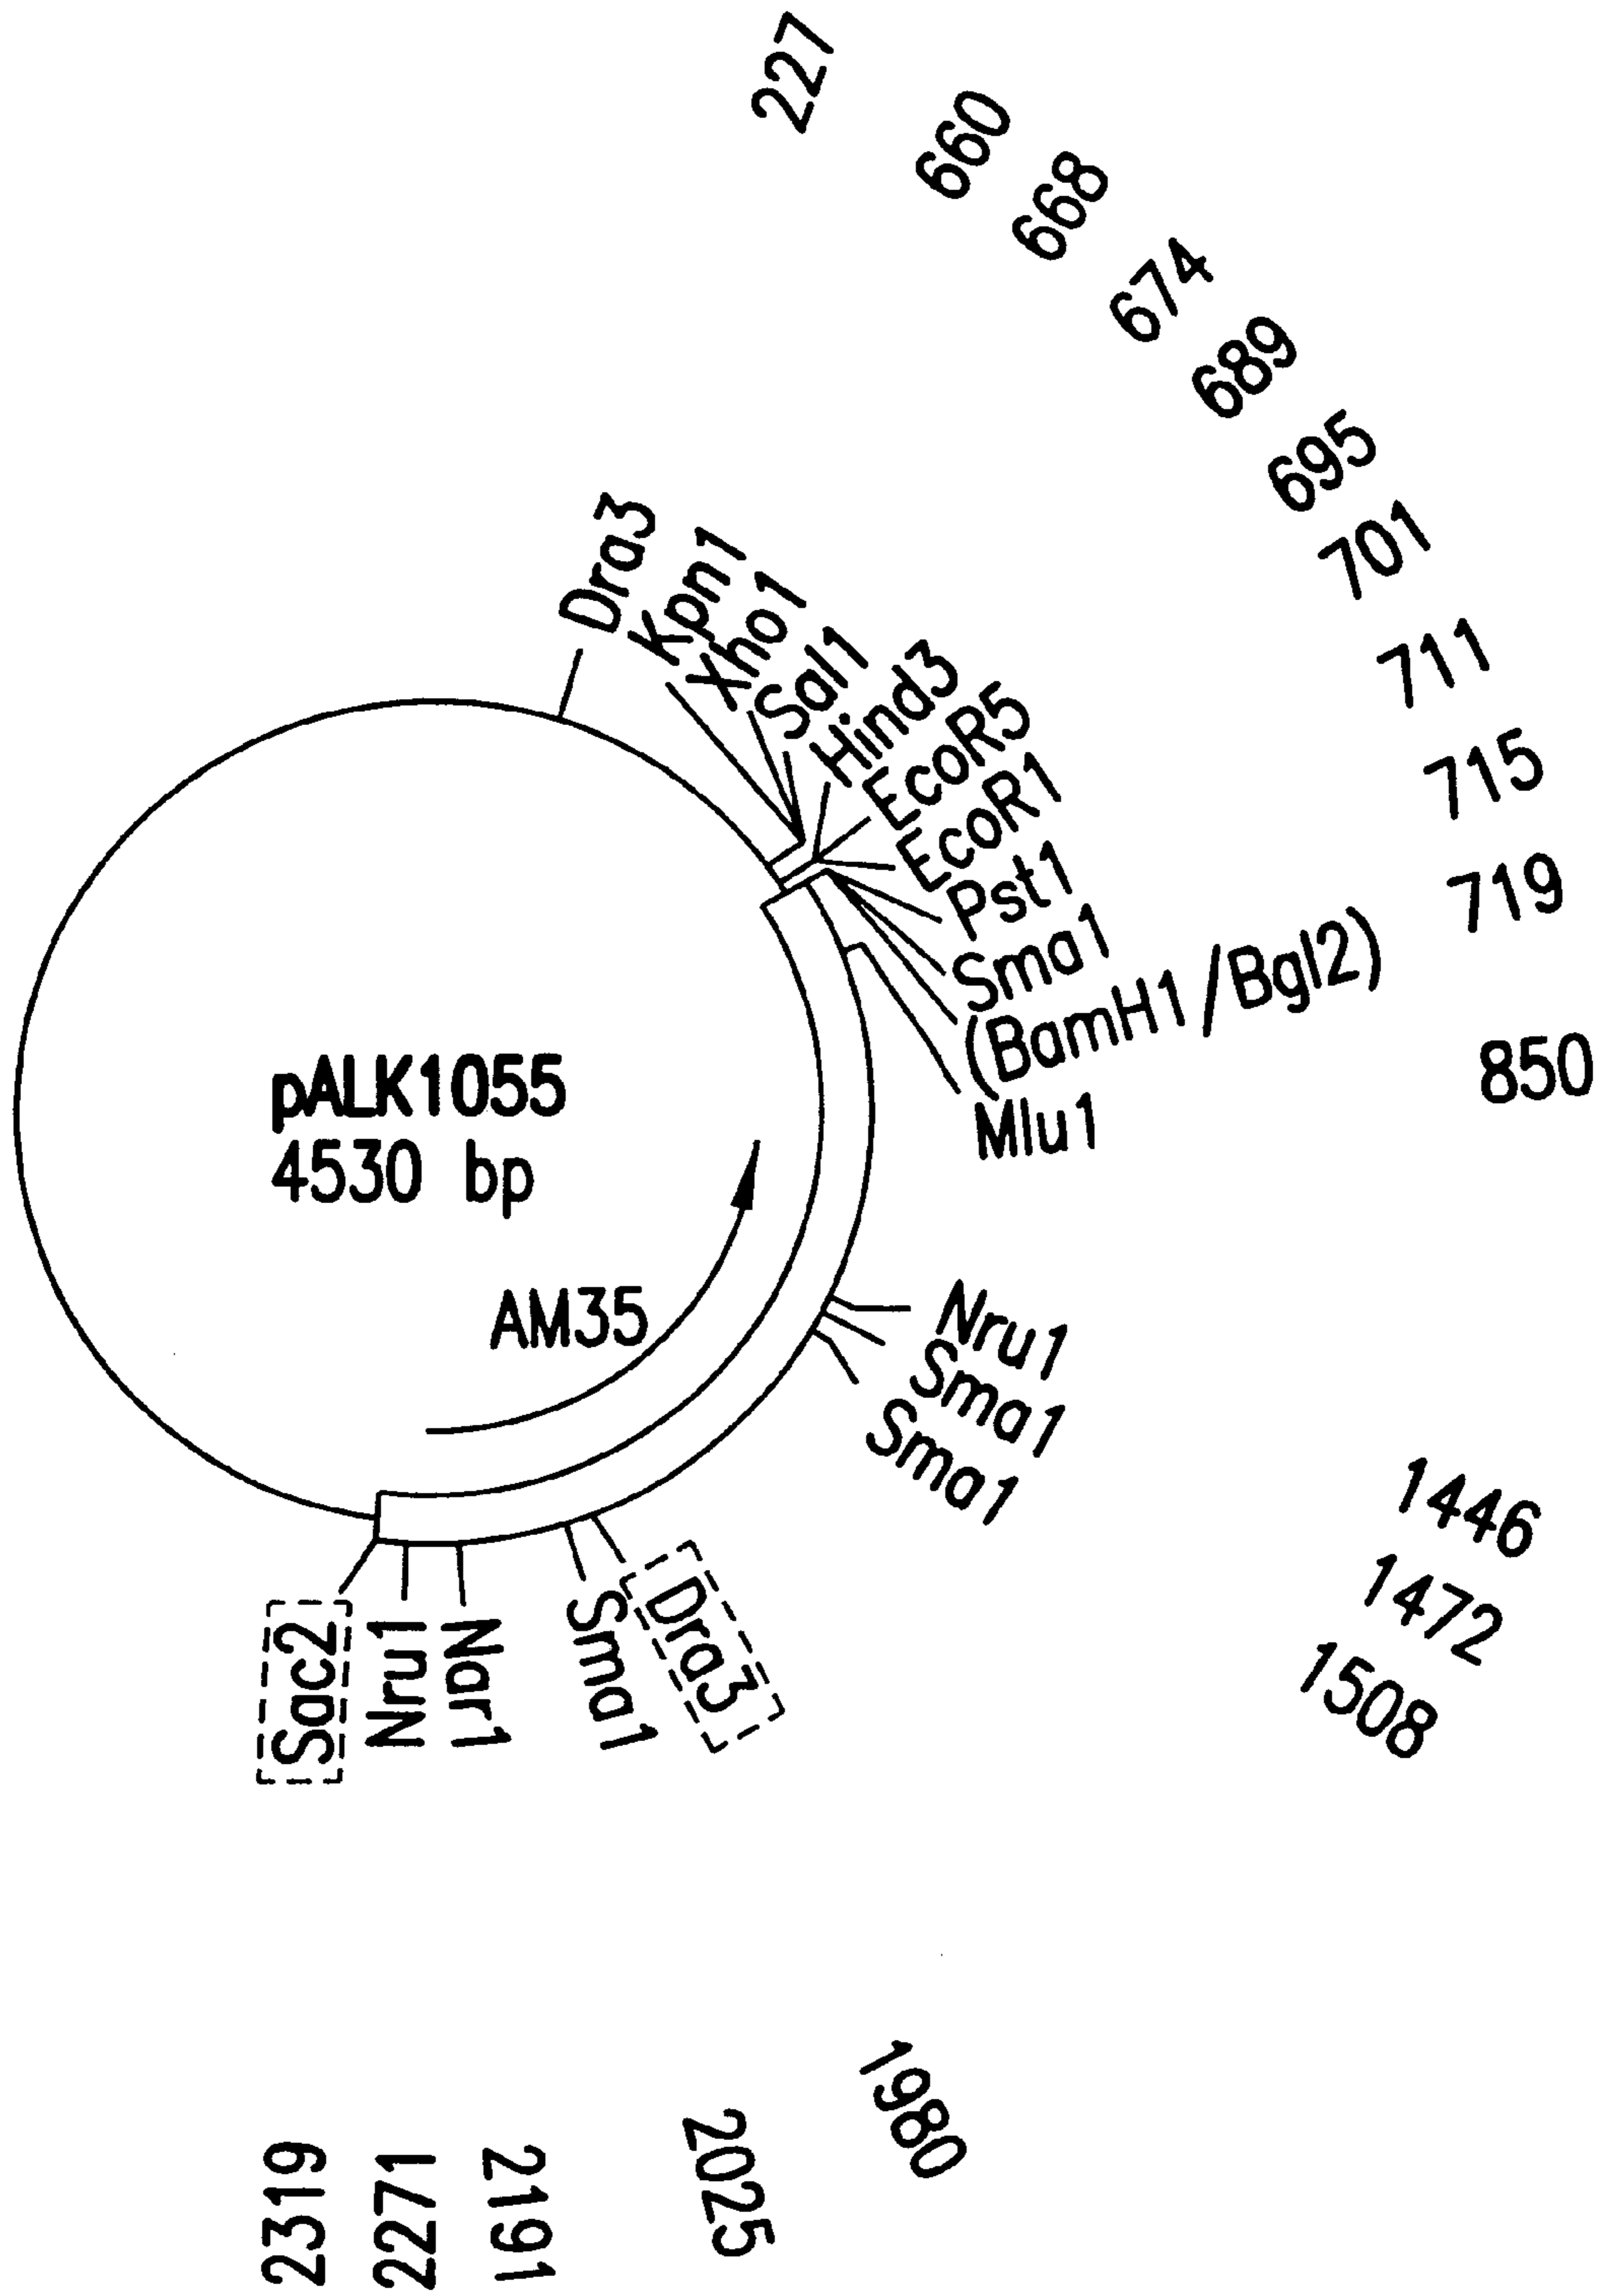 227
660
668
674
689
695
701
711
715
719
850
Dra3
Kpn1
Xho1
Sal1
Hind3
EcoR5
EcoR1
Pst1
Sma1
(BamH1/Bgl2)
Mlu1
pALK1055
4530 bp
AM35
Nru1
Sma1
Sma1
1446
1472
1508
Dra3
Sma1
Nar1
Nru1
Sac2
1980
2025
2191
2271
2319